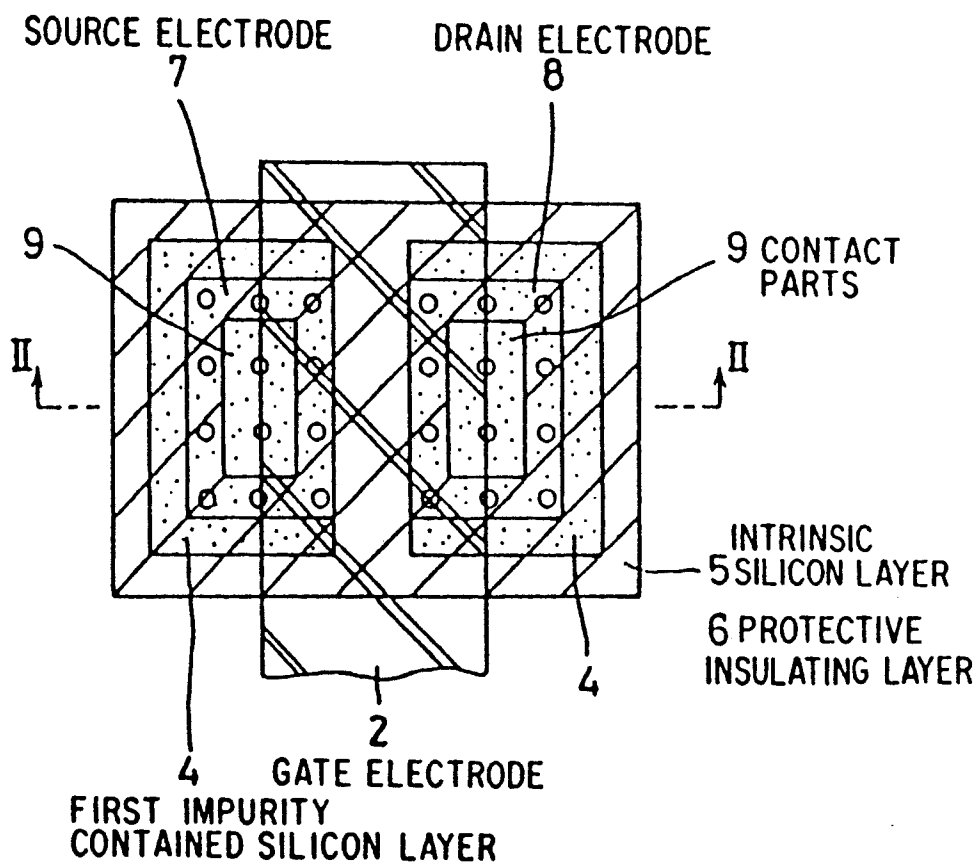 SOURCE ELECTRODE
7
DRAIN ELECTRODE
8
9
9 CONTACT
PARTS
II
II
INTRINSIC
5 SILICON LAYER
6 PROTECTIVE
INSULATING LAYER
4
2
GATE ELECTRODE
4
FIRST IMPURITY
CONTAINED SILICON LAYER